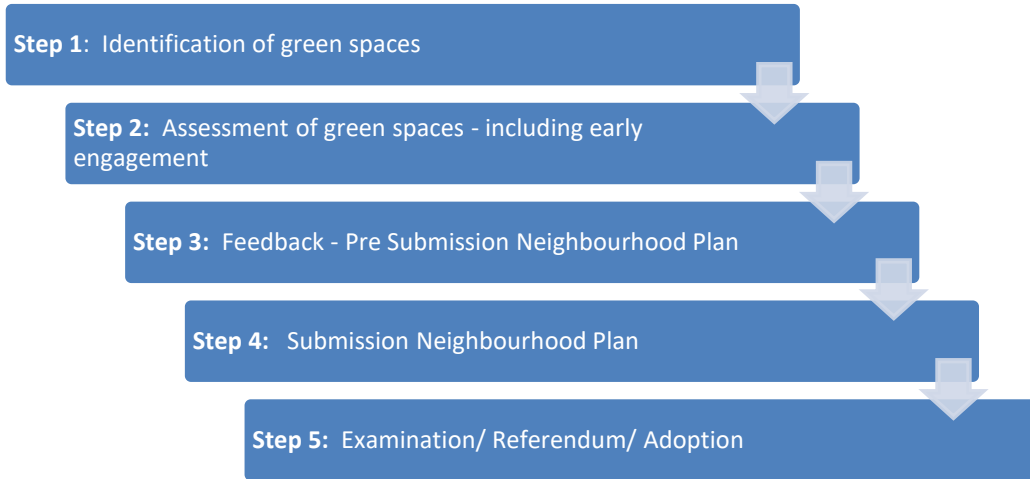 Step 1:  Identification of green spaces
Step 2:  Assessment of green spaces - including early
engagement
Step 3:  Feedback - Pre Submission Neighbourhood Plan
Step 4:   Submission Neighbourhood Plan
Step 5:  Examination/ Referendum/ Adoption